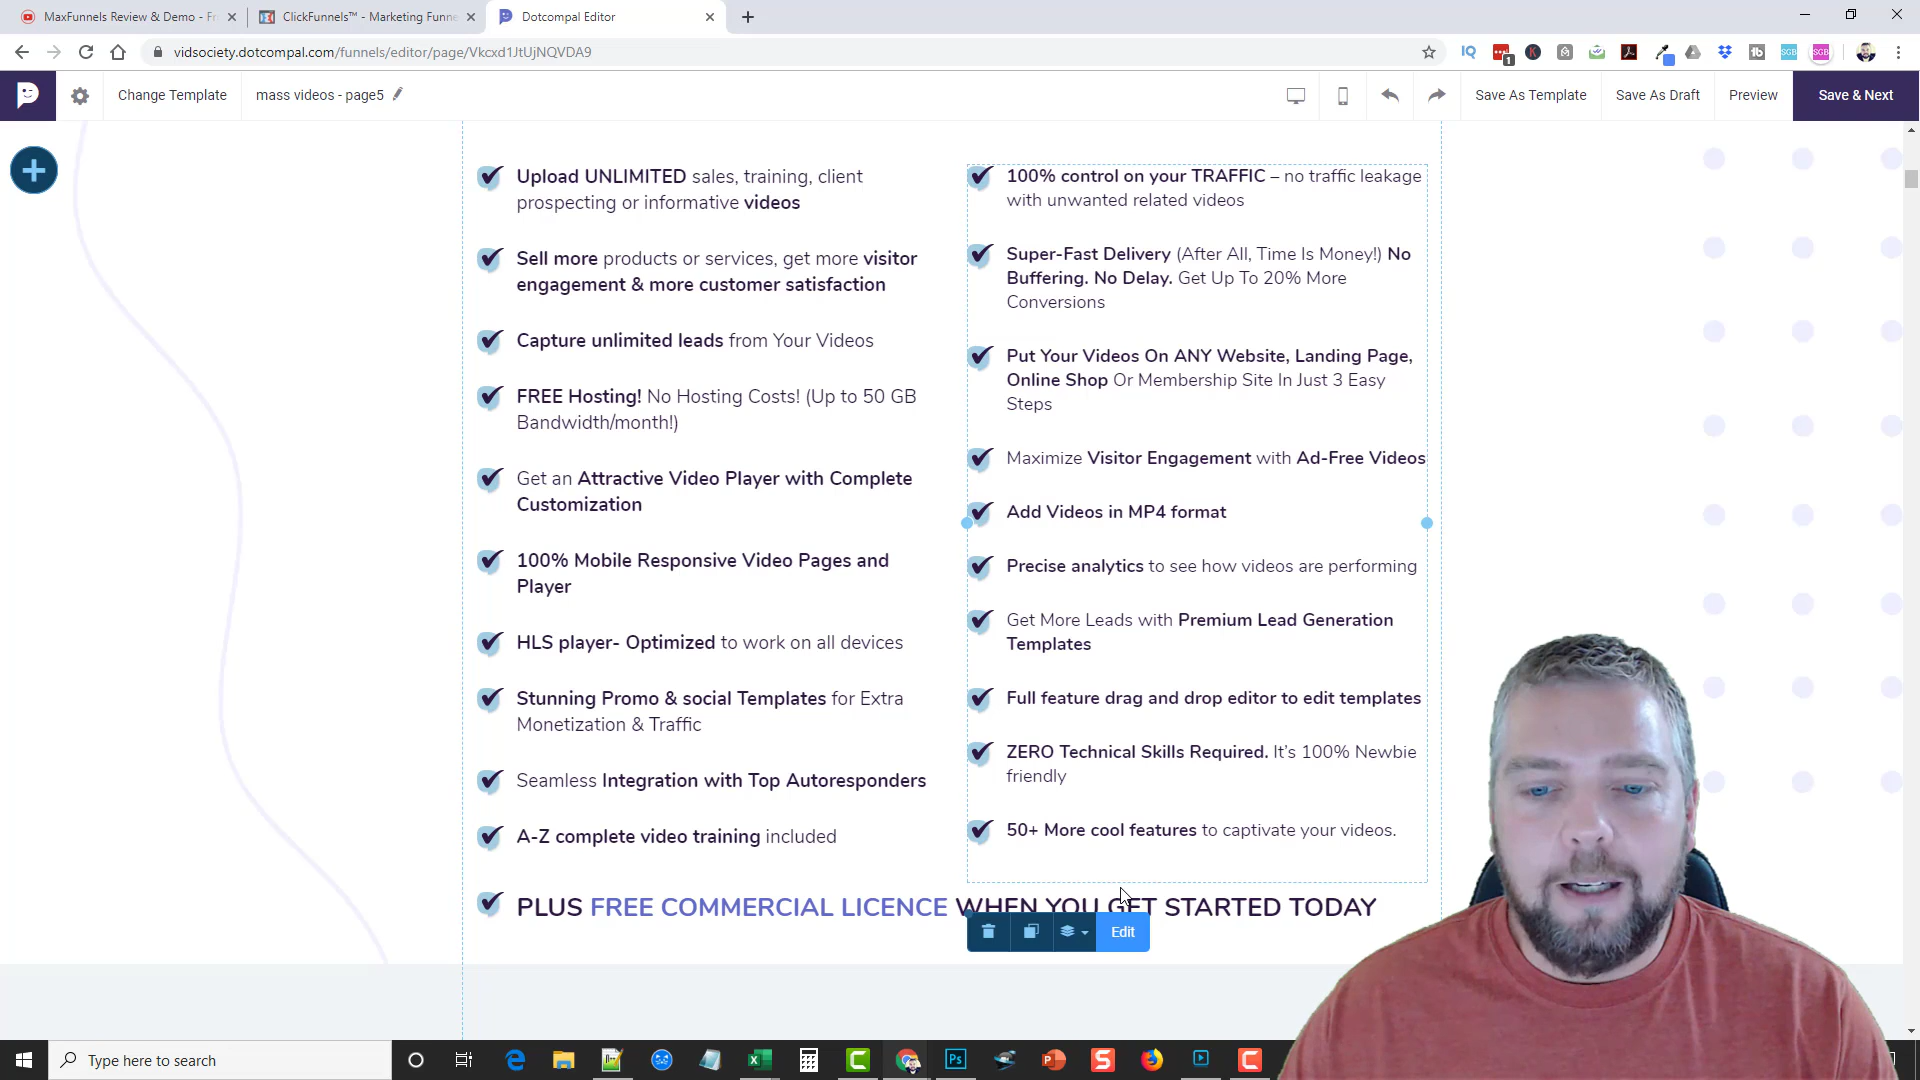 MaxFunnels Review & Demo - Fr
ClickFunnels™ - Marketing Funne
Dotcompal Editor
vidsociety.dotcompal.com/funnels/editor/page/Vkcxd1JtUjNQVDA9
Change Template
mass videos - page5
Save As Template
Save As Draft
Preview
Save & Next
Upload UNLIMITED sales, training, client
prospecting or informative videos
Sell more products or services, get more visitor
engagement & more customer satisfaction
Capture unlimited leads from Your Videos
FREE Hosting! No Hosting Costs! (Up to 50 GB
Bandwidth/month!)
Get an Attractive Video Player with Complete
Customization
100% Mobile Responsive Video Pages and
Player
HLS player- Optimized to work on all devices
Stunning Promo & social Templates for Extra
Monetization & Traffic
Seamless Integration with Top Autoresponders
A-Z complete video training included
100% control on your TRAFFIC – no traffic leakage
with unwanted related videos
Super-Fast Delivery (After All, Time Is Money!) No
Buffering. No Delay. Get Up To 20% More
Conversions
Put Your Videos On ANY Website, Landing Page,
Online Shop Or Membership Site In Just 3 Easy
Steps
Maximize Visitor Engagement with Ad-Free Videos
Add Videos in MP4 format
Precise analytics to see how videos are performing
Get More Leads with Premium Lead Generation
Templates
Full feature drag and drop editor to edit templates
ZERO Technical Skills Required. It's 100% Newbie
friendly
50+ More cool features to captivate your videos.
PLUS FREE COMMERCIAL LICENCE WHEN YOU GET STARTED TODAY
Edit
Type here to search